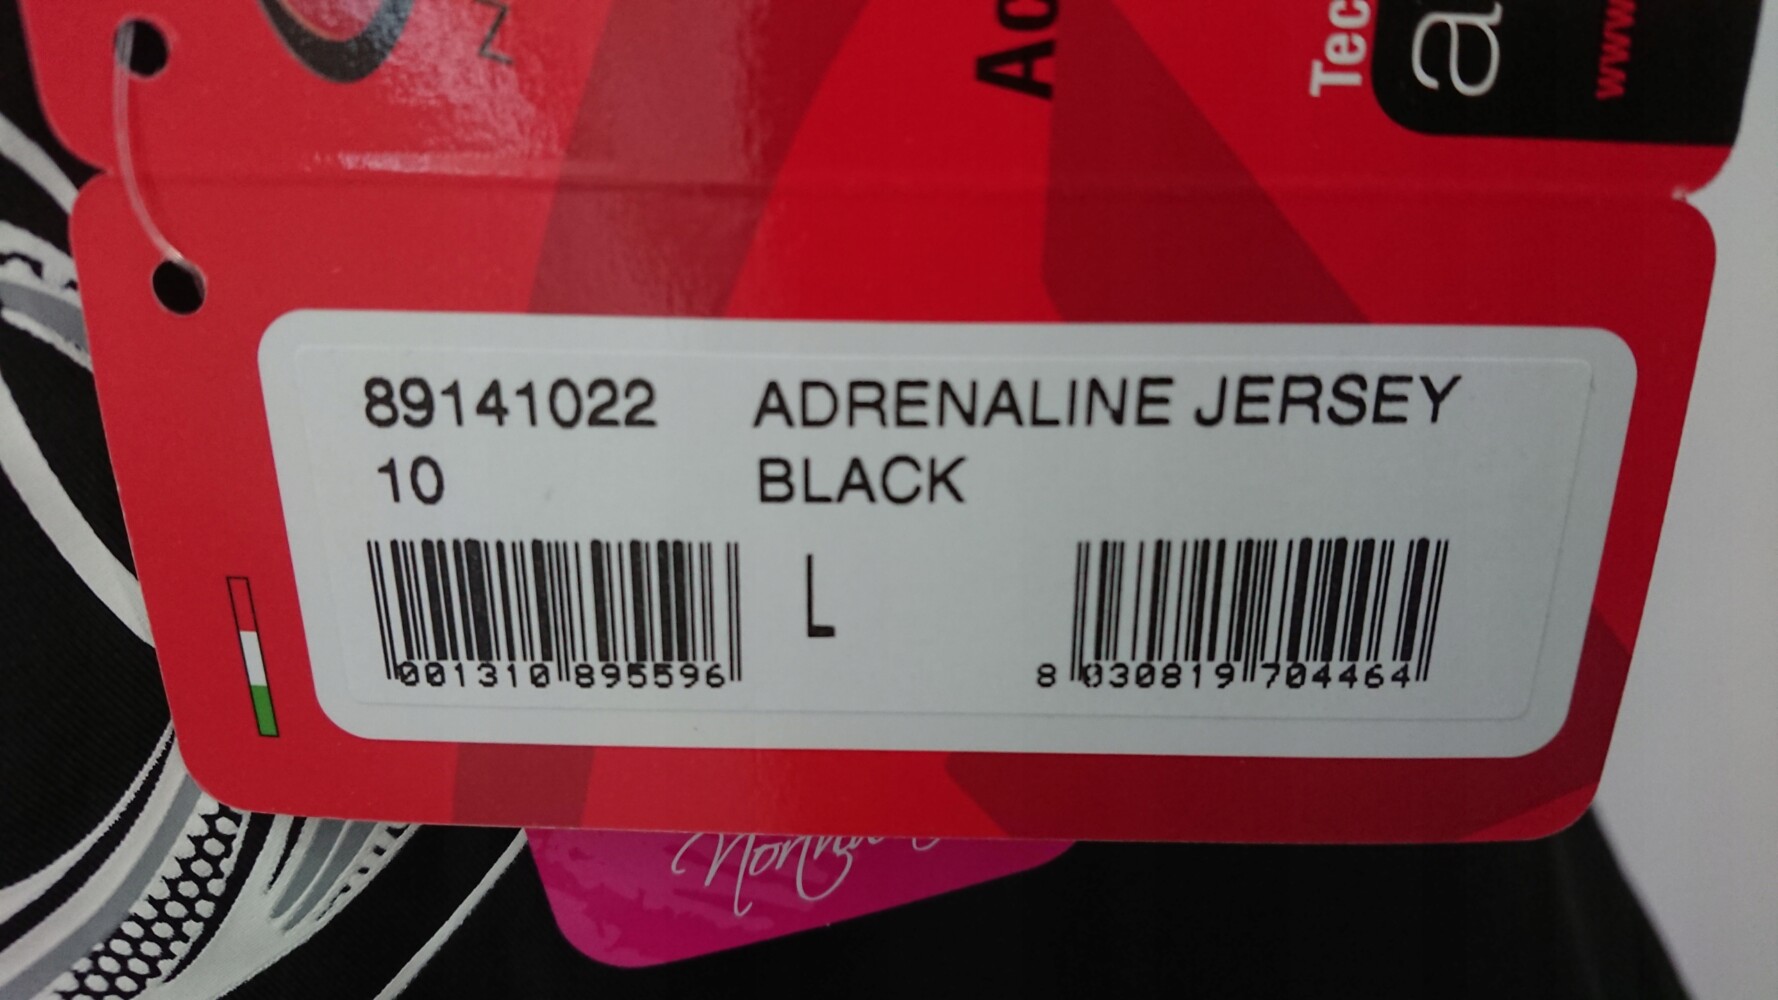 89141022 ADRENALINE JERSEY
10 BLACK
L
001310 895596
8 030819 704464